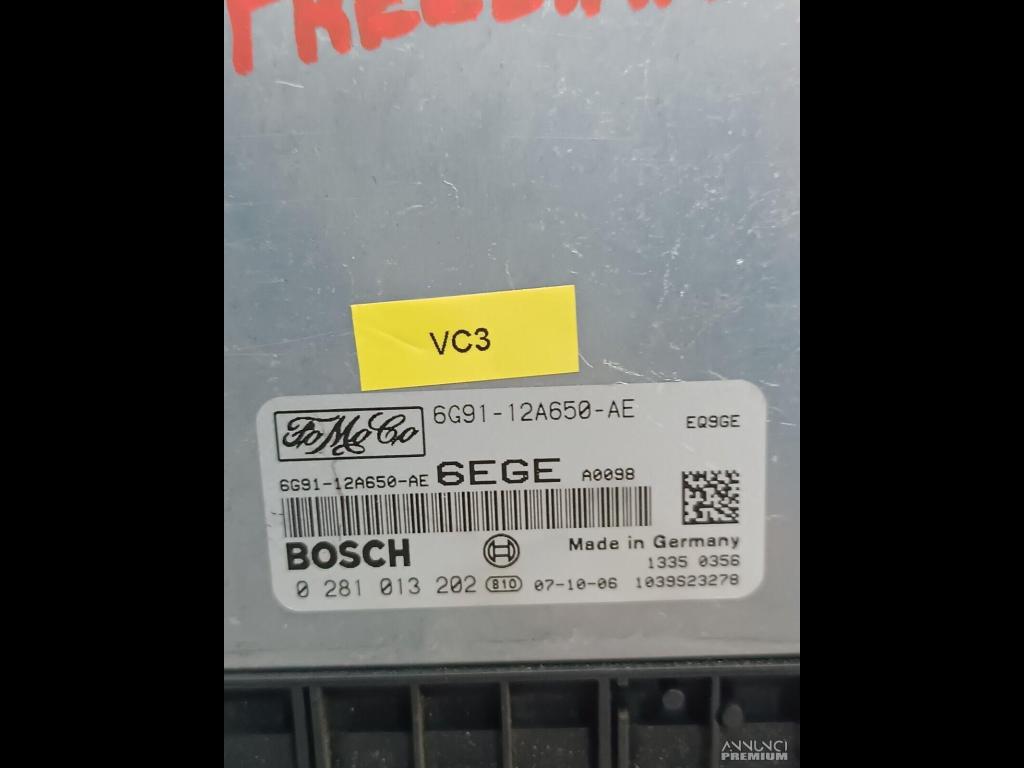 VC3
FoMoCo
6G91-12A650-AE
EQ9GE
6G91-12A650-AE 6EGE A0098
BOSCH
Made in Germany
1335 0356
0 281 013 202 810 07-10-06 1039S23278
ANNUNCI
PREMIUM